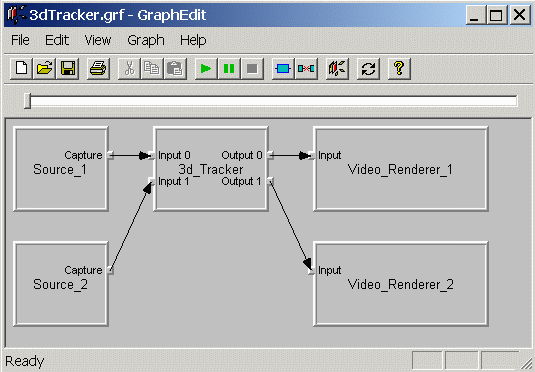 3dTracker.grf - GraphEdit
File Edit View Graph Help
Capture
Source_1
Input 0 Output 0
3d_Tracker
Input 1 Output 1
Input
Video_Renderer_1
Capture
Source_2
Input
Video_Renderer_2
Ready